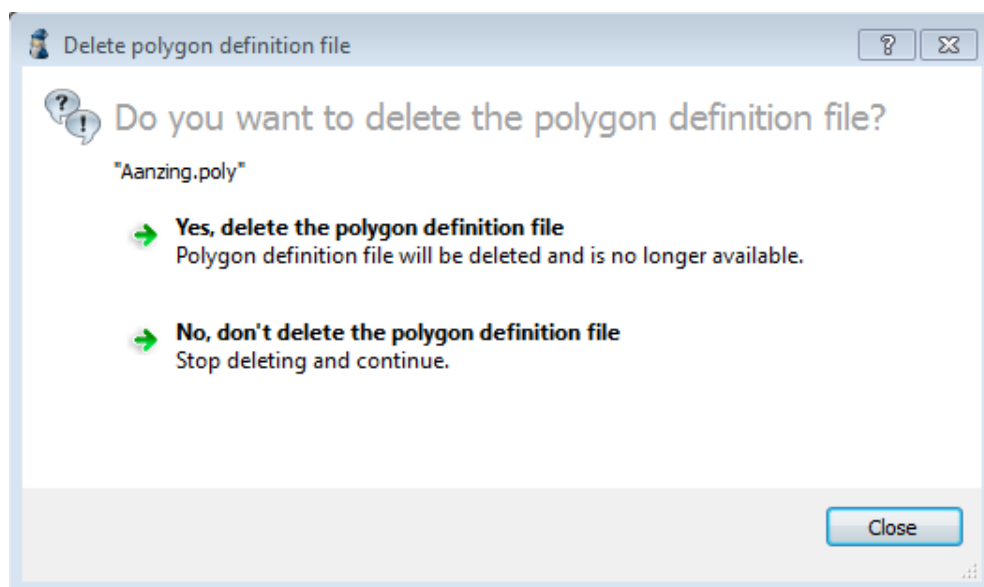 Delete polygon definition file
Do you want to delete the polygon definition file?
"Aanzing.poly"
Yes, delete the polygon definition file
Polygon definition file will be deleted and is no longer available.
No, don't delete the polygon definition file
Stop deleting and continue.
Close